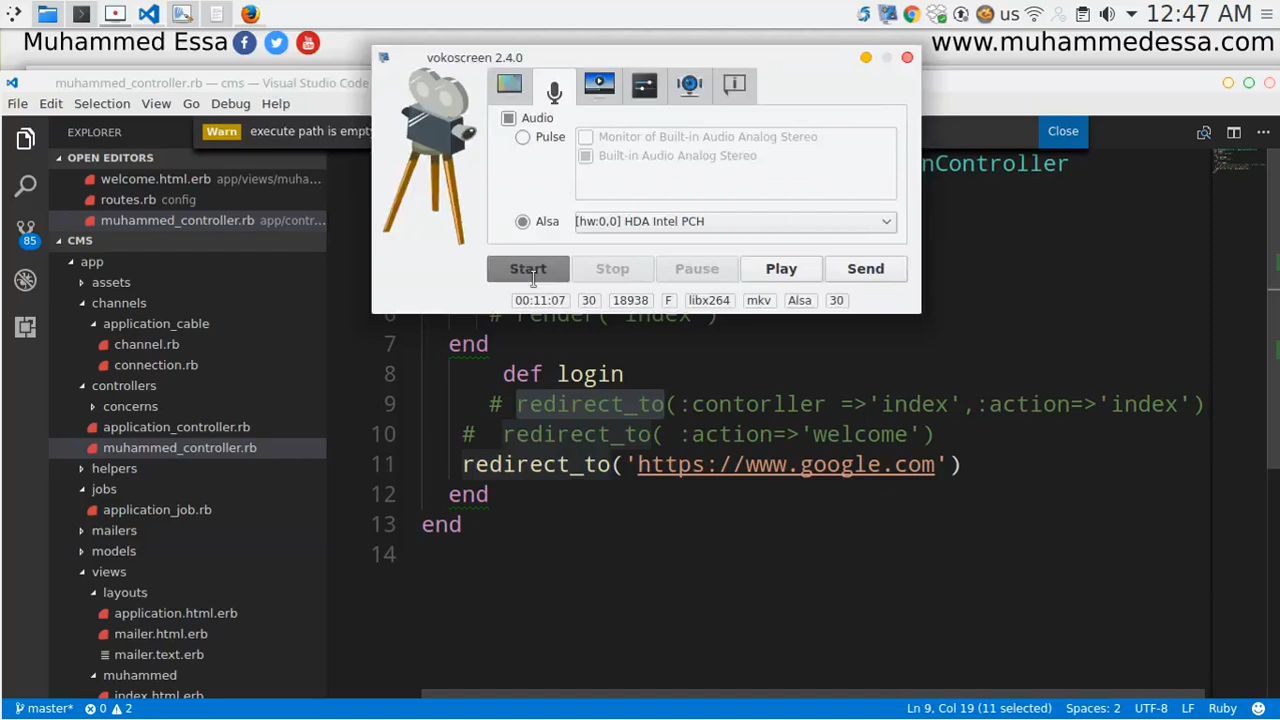 us 12:47 AM
Muhammed Essa www.muhammedessa.com
vokoscreen 2.4.0
muhammed_controller.rb — cms — Visual Studio Code
File Edit Selection View Go Debug Help
EXPLORER
Warn execute path is empty
Close
Audio
Pulse
Monitor of Built-in Audio Analog Stereo
Built-in Audio Analog Stereo
Alsa [hw:0,0] HDA Intel PCH
Start Stop Pause Play Send
00:11:07 30 18938 F libx264 mkv Alsa 30
OPEN EDITORS
welcome.html.erb app/views/muha...
routes.rb config
muhammed_controller.rb app/contr...
85
CMS
app
assets
channels
application_cable
channel.rb
connection.rb
controllers
concerns
application_controller.rb
muhammed_controller.rb
helpers
jobs
application_job.rb
mailers
models
views
layouts
application.html.erb
mailer.html.erb
mailer.text.erb
muhammed
index.html.erb
onController
6 # render('index')
7 end
8 def login
9 # redirect_to(:contorller =>'index',:action=>'index')
10 # redirect_to( :action=>'welcome')
11 redirect_to('https://www.google.com')
12 end
13 end
14
master* 0 2 Ln 9, Col 19 (11 selected) Spaces: 2 UTF-8 LF Ruby